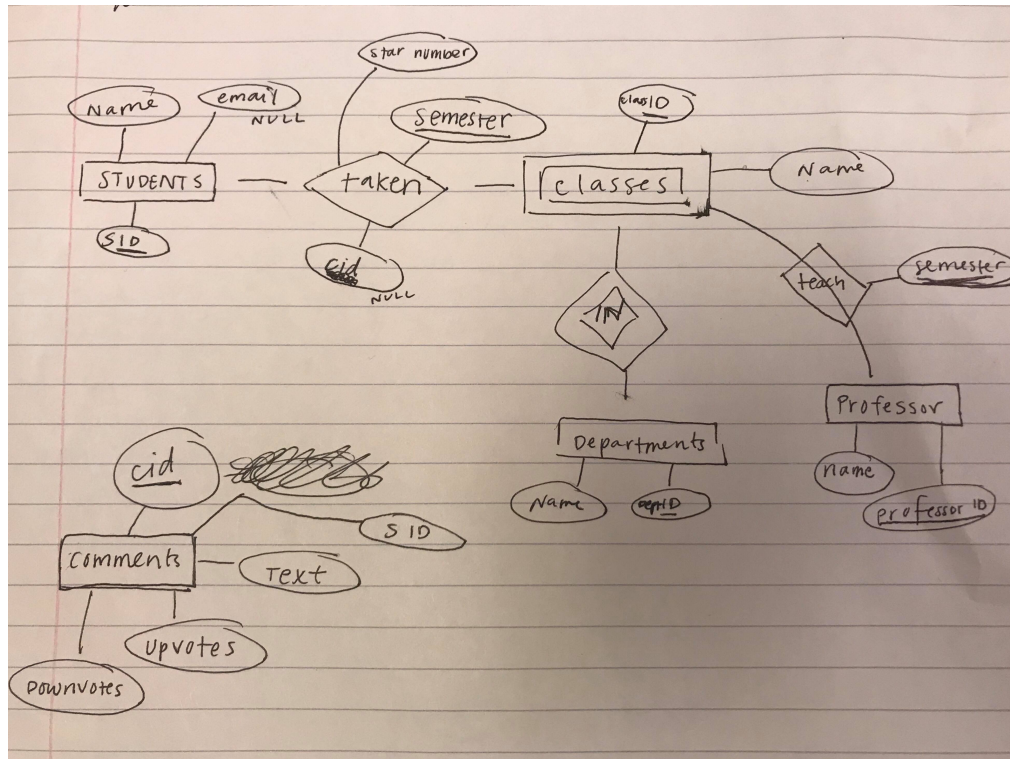 star number
Name
email
NULL
semester
classID
STUDENTS
taken
classes
Name
SID
cid
NULL
IN
teach
semester
Professor
Departments
name
professor ID
Name
deptID
cid
SID
comments
Text
upvotes
Downvotes